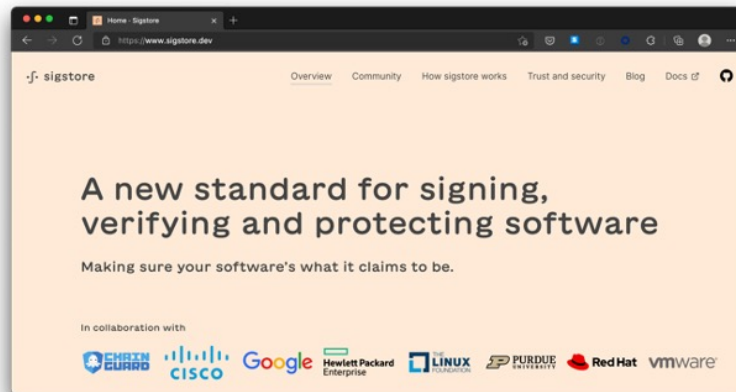 Home - Sigstore
https://www.sigstore.dev
sigstore
Overview Community How sigstore works Trust and security Blog Docs
A new standard for signing,
verifying and protecting software
Making sure your software's what it claims to be.
In collaboration with
CHAIN
GUARD
CISCO
Google
Hewlett Packard
Enterprise
THE
LINUX
FOUNDATION
PURDUE
UNIVERSITY
Red Hat
vmware